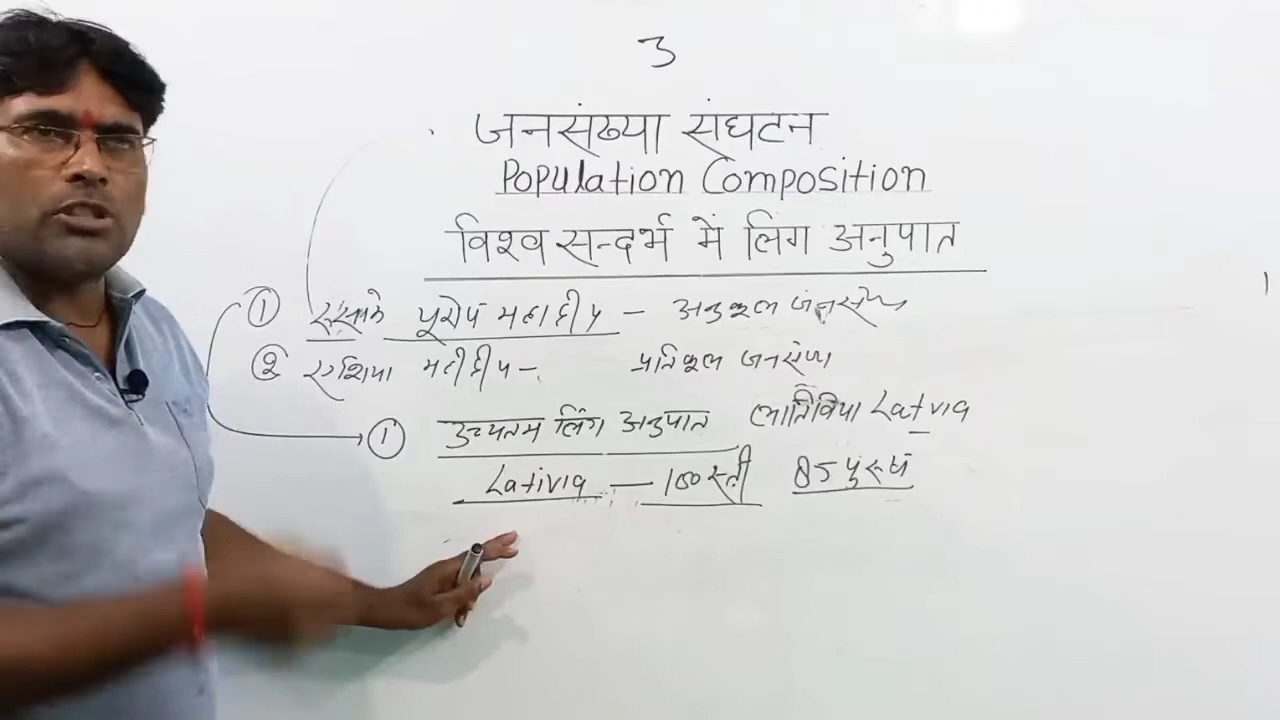 3
जनसंख्या संघटन
Population Composition
विश्व सन्दर्भ में लिंग अनुपात
① यूरोप महाद्वीप – अनुकूल जनसंख्या
② एशिया महाद्वीप – प्रतिकूल जनसंख्या
① उच्चतम लिंग अनुपात लातिविया Latvia
Lativia — 100 स्त्री 85 पुरुष